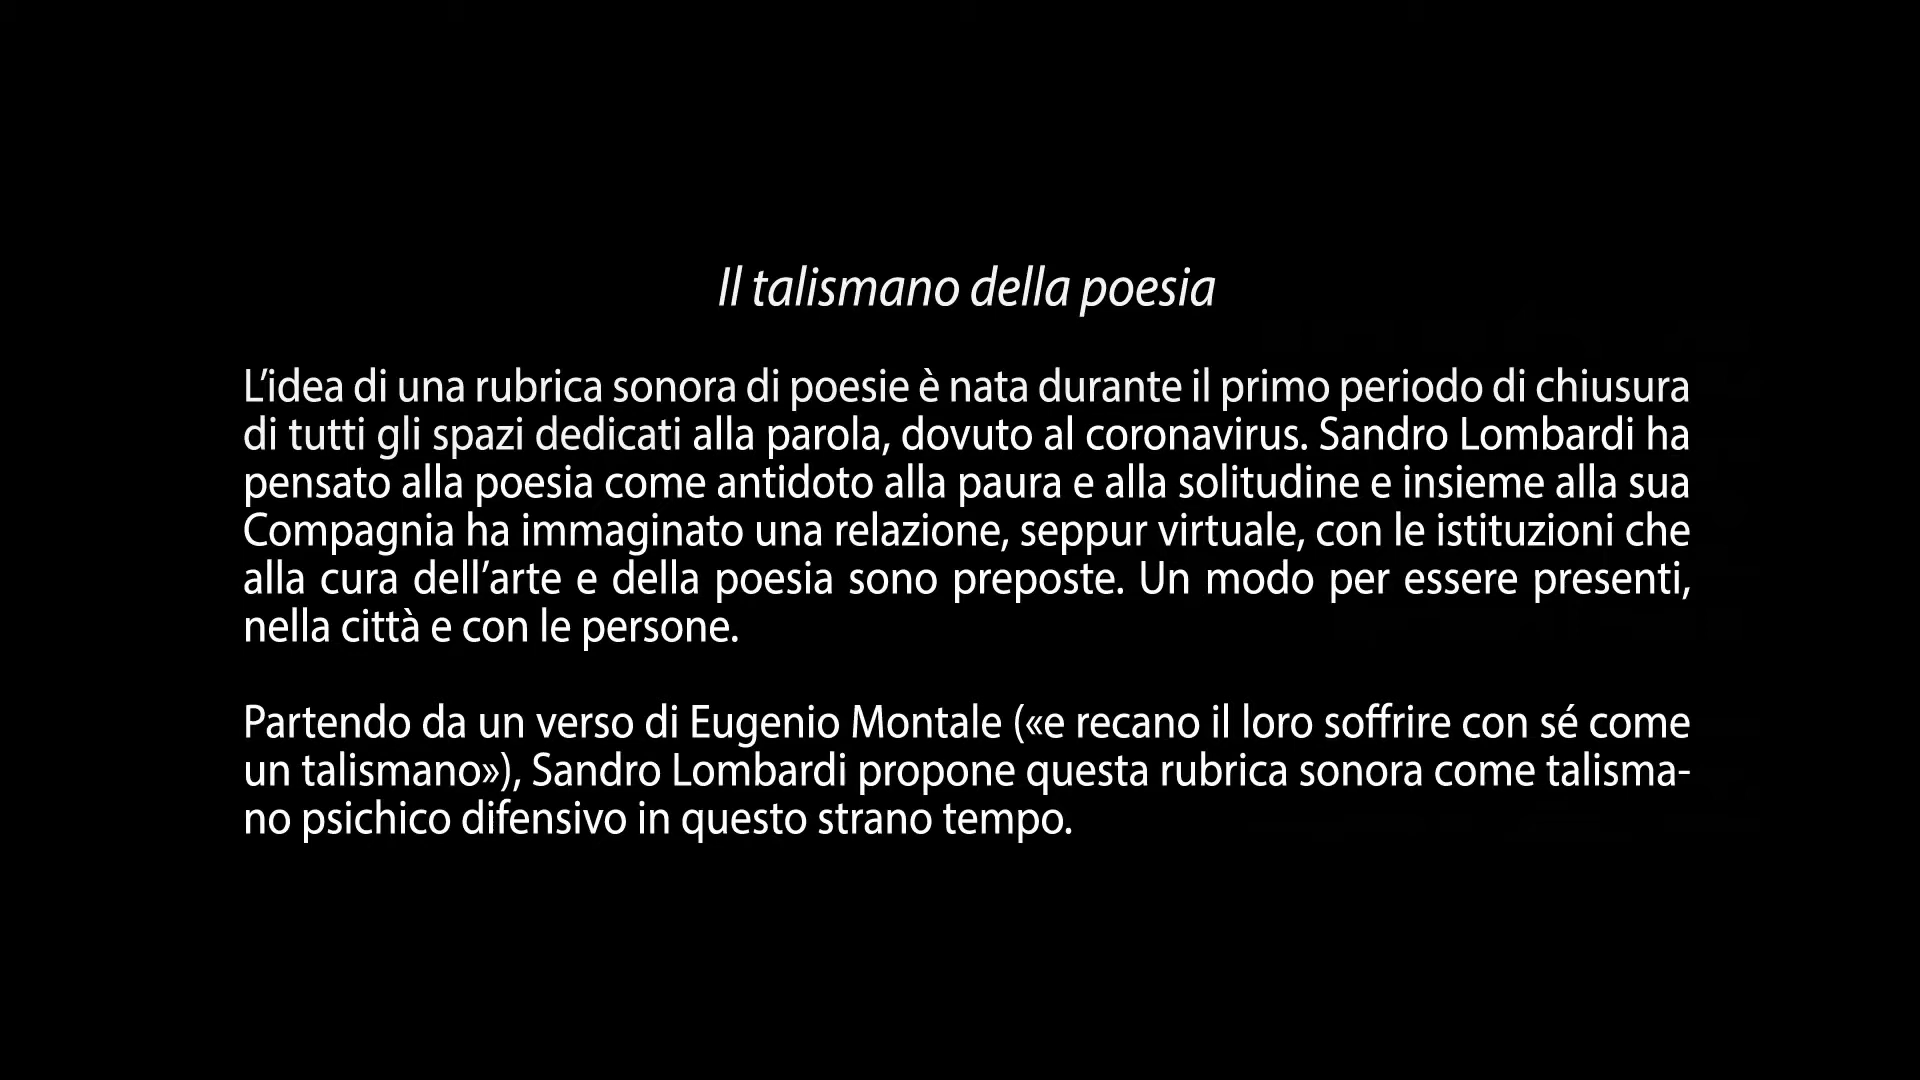 Il talismano della poesia
L’idea di una rubrica sonora di poesie è nata durante il primo periodo di chiusura
di tutti gli spazi dedicati alla parola, dovuto al coronavirus. Sandro Lombardi ha
pensato alla poesia come antidoto alla paura e alla solitudine e insieme alla sua
Compagnia ha immaginato una relazione, seppur virtuale, con le istituzioni che
alla cura dell’arte e della poesia sono preposte. Un modo per essere presenti,
nella città e con le persone.
Partendo da un verso di Eugenio Montale («e recano il loro soffrire con sé come
un talismano»), Sandro Lombardi propone questa rubrica sonora come talisma-
no psichico difensivo in questo strano tempo.